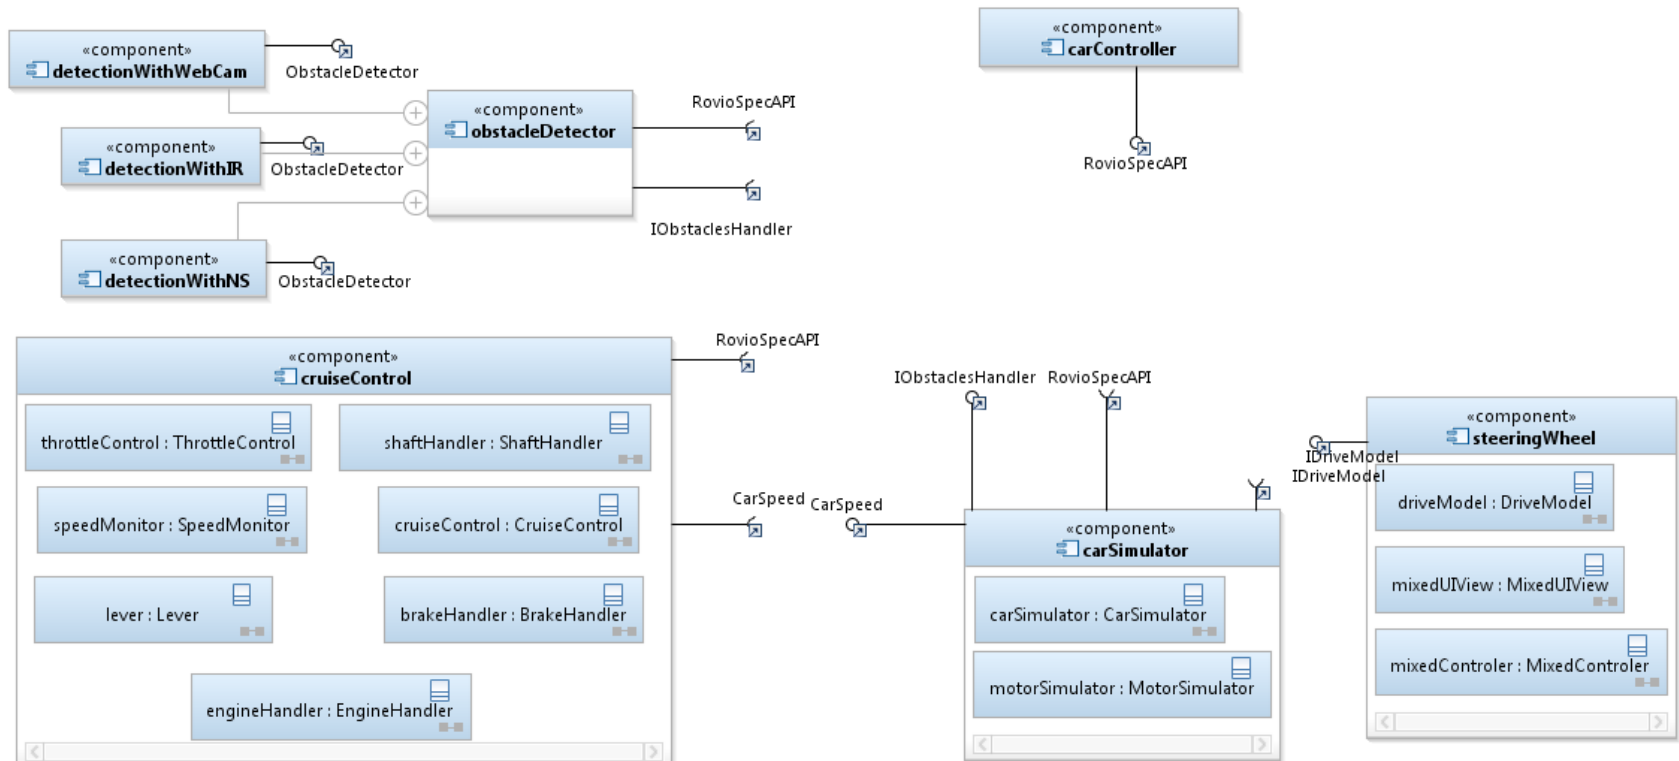 «component»
detectionWithWebCam
ObstacleDetector
«component»
detectionWithIR
ObstacleDetector
«component»
detectionWithNS
ObstacleDetector
«component»
obstacleDetector
RovioSpecAPI
IObstaclesHandler
«component»
carController
RovioSpecAPI
«component»
cruiseControl
throttleControl : ThrottleControl
shaftHandler : ShaftHandler
speedMonitor : SpeedMonitor
cruiseControl : CruiseControl
lever : Lever
brakeHandler : BrakeHandler
engineHandler : EngineHandler
RovioSpecAPI
CarSpeed
CarSpeed
IObstaclesHandler
RovioSpecAPI
«component»
carSimulator
carSimulator : CarSimulator
motorSimulator : MotorSimulator
IDriveModel
IDriveModel
«component»
steeringWheel
driveModel : DriveModel
mixedUIView : MixedUIView
mixedControler : MixedControler